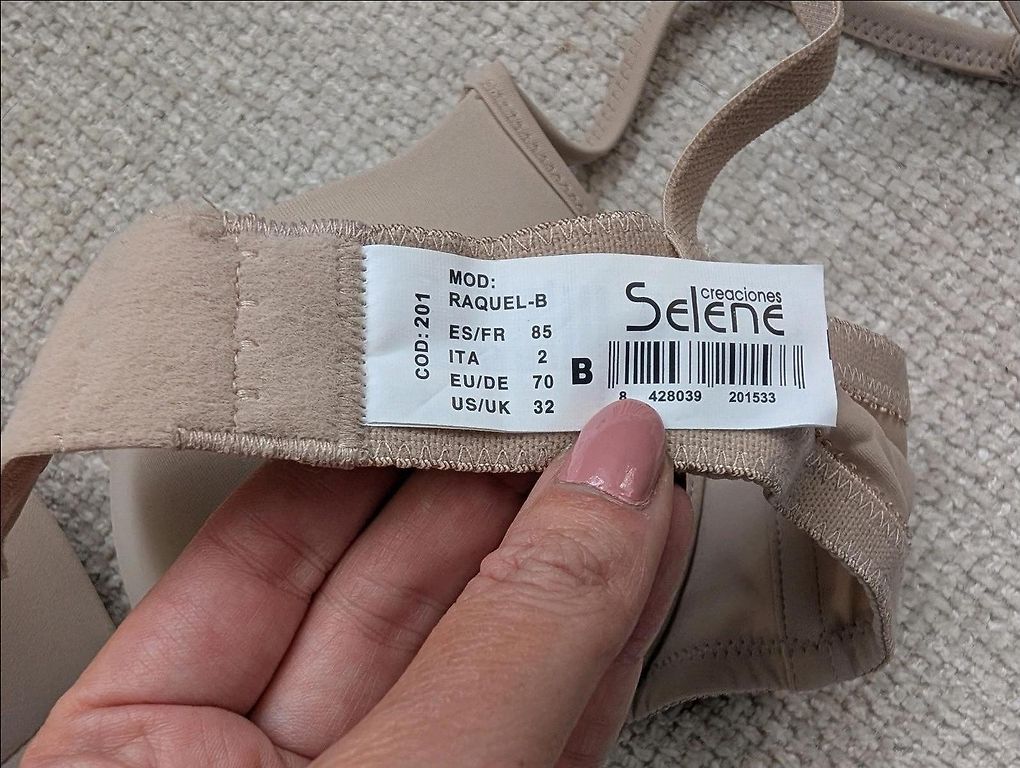 COD: 201
MOD:
RAQUEL-B
ES/FR 85
ITA 2
EU/DE 70
US/UK 32
B
creaciones
Selene
8 428039 201533